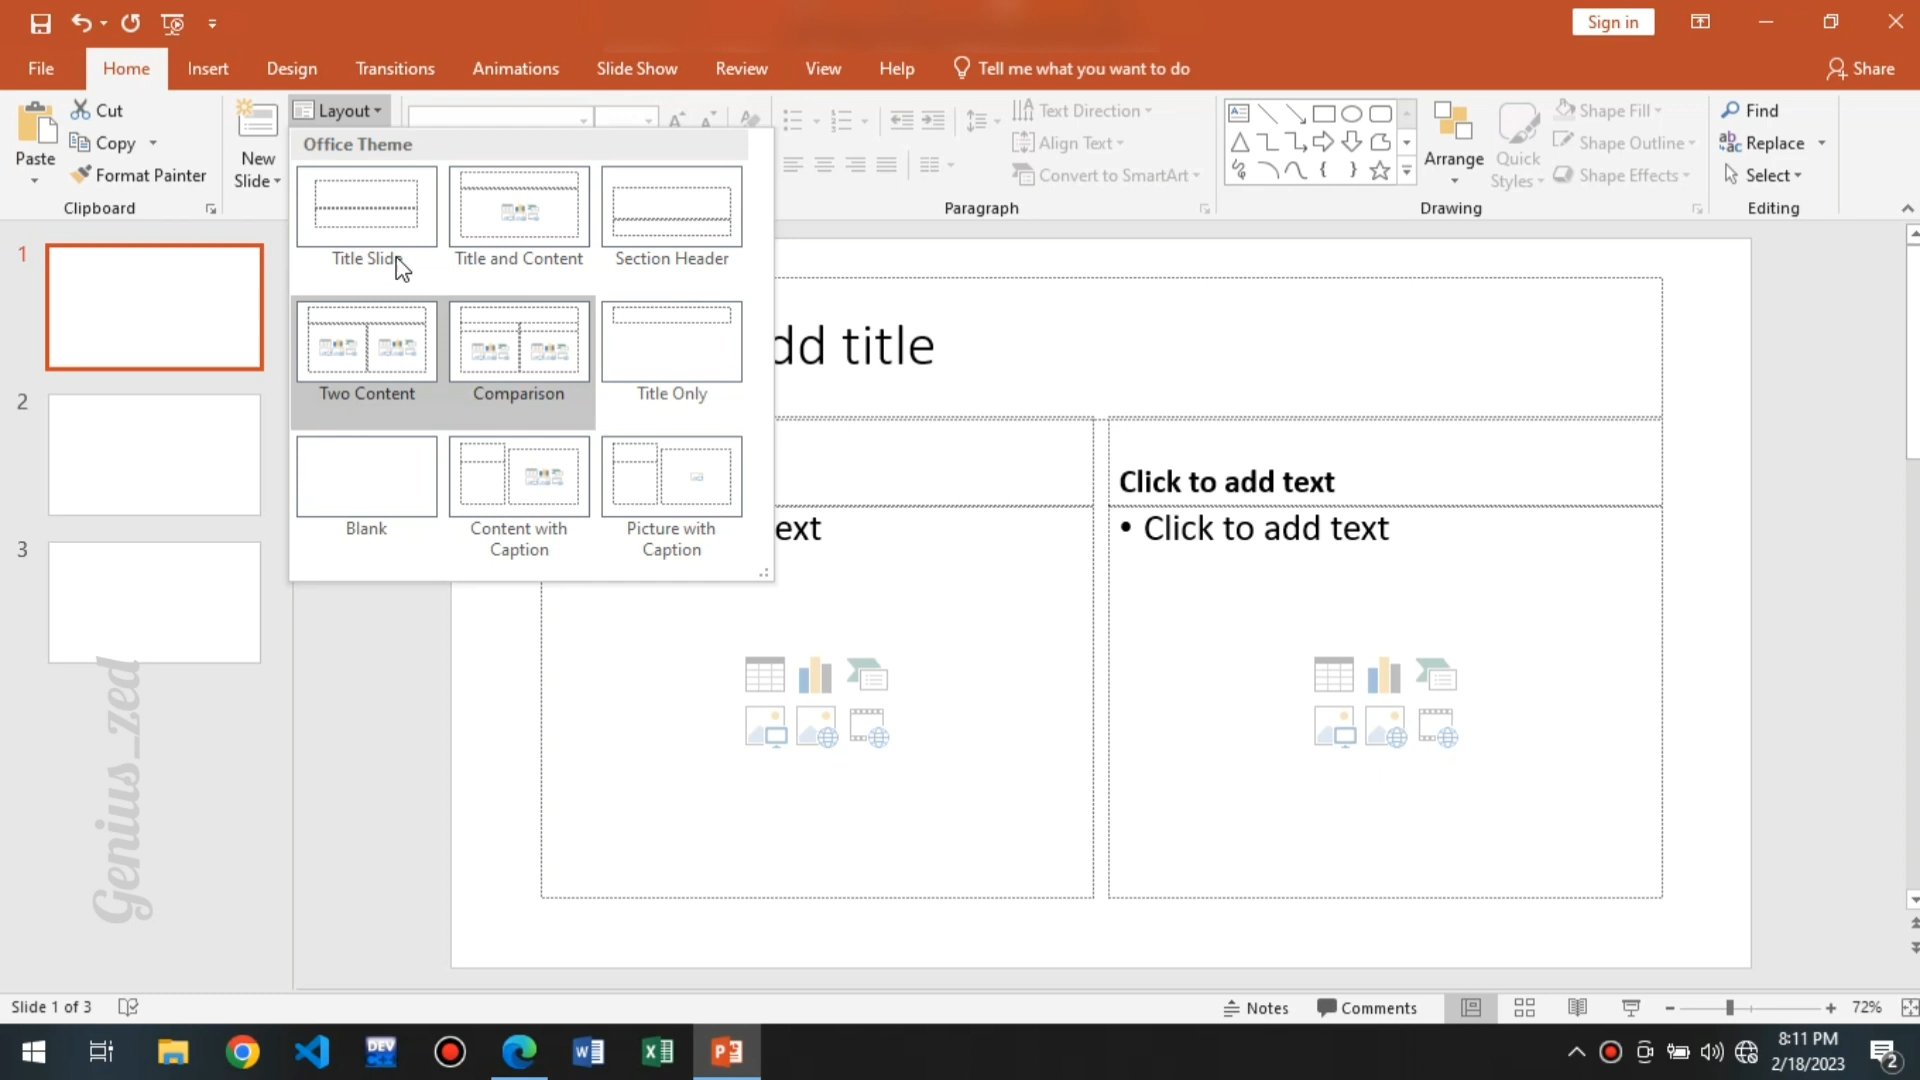 Sign in
File Home Insert Design Transitions Animations Slide Show Review View Help Tell me what you want to do Share
Paste
Cut
Copy
Format Painter
Clipboard
New
Slide
Layout
Text Direction
Align Text
Convert to SmartArt
Paragraph
Arrange
Quick
Styles
Shape Fill
Shape Outline
Shape Effects
Drawing
Find
Replace
Select
Editing
Office Theme
Title Slide
Title and Content
Section Header
Two Content
Comparison
Title Only
Blank
Content with
Caption
Picture with
Caption
1
2
3
dd title
Click to add text
ext
• Click to add text
Genius_zed
Slide 1 of 3
Notes
Comments
72%
DEV
8:11 PM
2/18/2023
2